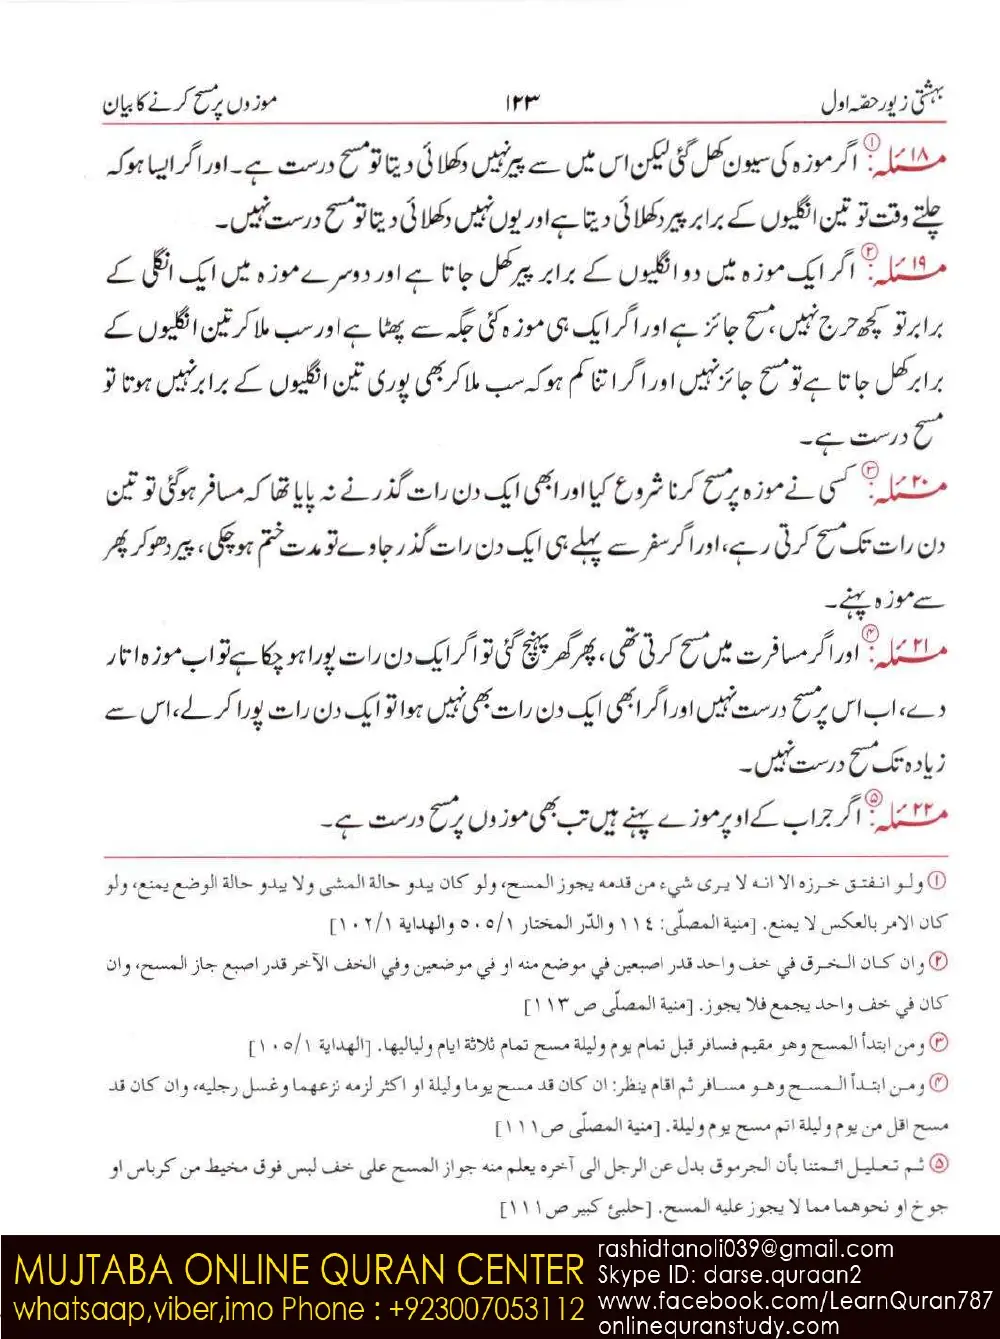 بہشتی زیور حصّہ اول ۱۲۳ موزوں پر مسح کرنے کا بیان
مسئلہ ۱۸: ① اگر موزہ کی سیون کھل گئی لیکن اس میں سے پیر نہیں دکھلائی دیتا تو مسح درست ہے۔ اور اگر ایسا ہو کہ
چلتے وقت تو تین انگلیوں کے برابر پیر دکھلائی دیتا ہے اور یوں نہیں دکھلائی دیتا تو مسح درست نہیں۔
مسئلہ ۱۹: ② اگر ایک موزہ میں دو انگلیوں کے برابر پیر کھل جاتا ہے اور دوسرے موزہ میں ایک انگلی کے
برابر تو کچھ حرج نہیں، مسح جائز ہے اور اگر ایک ہی موزہ کئی جگہ سے پھٹا ہے اور سب ملا کر تین انگلیوں کے
برابر کھل جاتا ہے تو مسح جائز نہیں اور اگر اتنا کم ہو کہ سب ملا کر بھی پوری تین انگلیوں کے برابر نہیں ہوتا تو
مسح درست ہے۔
مسئلہ ۲۰: ③ کسی نے موزہ پر مسح کرنا شروع کیا اور ابھی ایک دن رات گذرنے نہ پایا تھا کہ مسافر ہوگئی تو تین
دن رات تک مسح کرتی رہے، اور اگر سفر سے پہلے ہی ایک دن رات گذر جاوے تو مدت ختم ہوچکی، پیر دھو کر پھر
سے موزہ پہنے۔
مسئلہ ۲۱: ④ اور اگر مسافرت میں مسح کرتی تھی، پھر گھر پہنچ گئی تو اگر ایک دن رات پورا ہو چکا ہے تو اب موزہ اتار
دے، اب اس پر مسح درست نہیں اور اگر ابھی ایک دن رات بھی نہیں ہوا تو ایک دن رات پورا کر لے، اس سے
زیادہ تک مسح درست نہیں۔
مسئلہ ۲۲: ⑤ اگر جراب کے اوپر موزے پہنے ہیں تب بھی موزوں پر مسح درست ہے۔
① ولو انفتق خرزه الا انه لا يرى شيء من قدمه يجوز المسح، ولو كان يبدو حالة المشى ولا يبدو حالة الوضع يمنع، ولو
كان الامر بالعكس لا يمنع. [منية المصلّى: ١١٤ والدّر المختار ٥٠٥/١ والهداية ١٠٢/١]
② وان كان الخرق في خف واحد قدر اصبعين في موضع منه او في موضعين وفي الخف الآخر قدر اصبع جاز المسح، وان
كان في خف واحد يجمع فلا يجوز. [منية المصلّى ص ١١٣]
③ ومن ابتدأ المسح وهو مقيم فسافر قبل تمام يوم وليلة مسح تمام ثلاثة ايام ولياليها. [الهداية ١٠٥/١]
④ ومن ابتدأ المسح وهو مسافر ثم اقام ينظر: ان كان قد مسح يوما وليلة او اكثر لزمه نزعهما وغسل رجليه، وان كان قد
مسح اقل من يوم وليلة اتم مسح يوم وليلة. [منية المصلّى ص١١١]
⑤ ثم تعليل ائمتنا بأن الجرموق بدل عن الرجل الى آخره يعلم منه جواز المسح على خف لبس فوق مخيط من كرباس او
جوخ او نحوهما مما لا يجوز عليه المسح. [حلبى كبير ص١١١]
MUJTABA ONLINE QURAN CENTER
whatsaap,viber,imo Phone : +923007053112
rashidtanoli039@gmail.com
Skype ID: darse.quraan2
www.facebook.com/LearnQuran787
onlinequranstudy.com